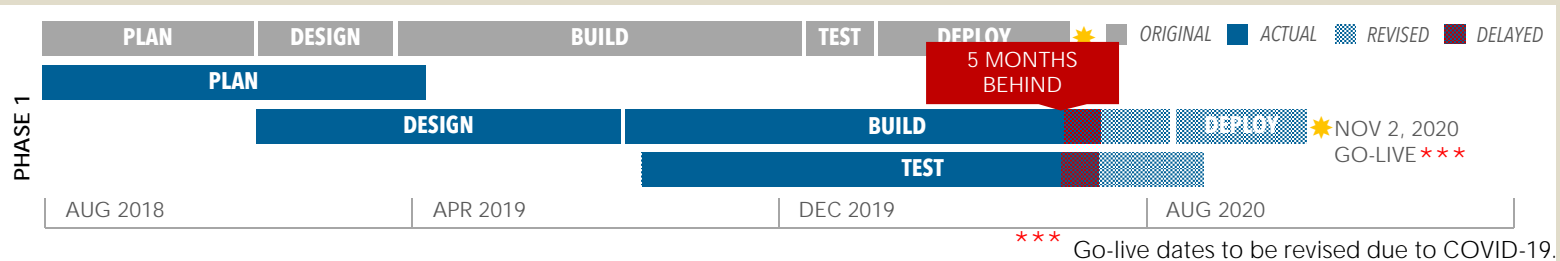 PLAN DESIGN BUILD TEST DEPLOY ORIGINAL ACTUAL REVISED DELAYED
5 MONTHS
BEHIND
PLAN
PHASE 1
DESIGN BUILD DEPLOY NOV 2, 2020
GO-LIVE***
TEST
AUG 2018 APR 2019 DEC 2019 AUG 2020
*** Go-live dates to be revised due to COVID-19.